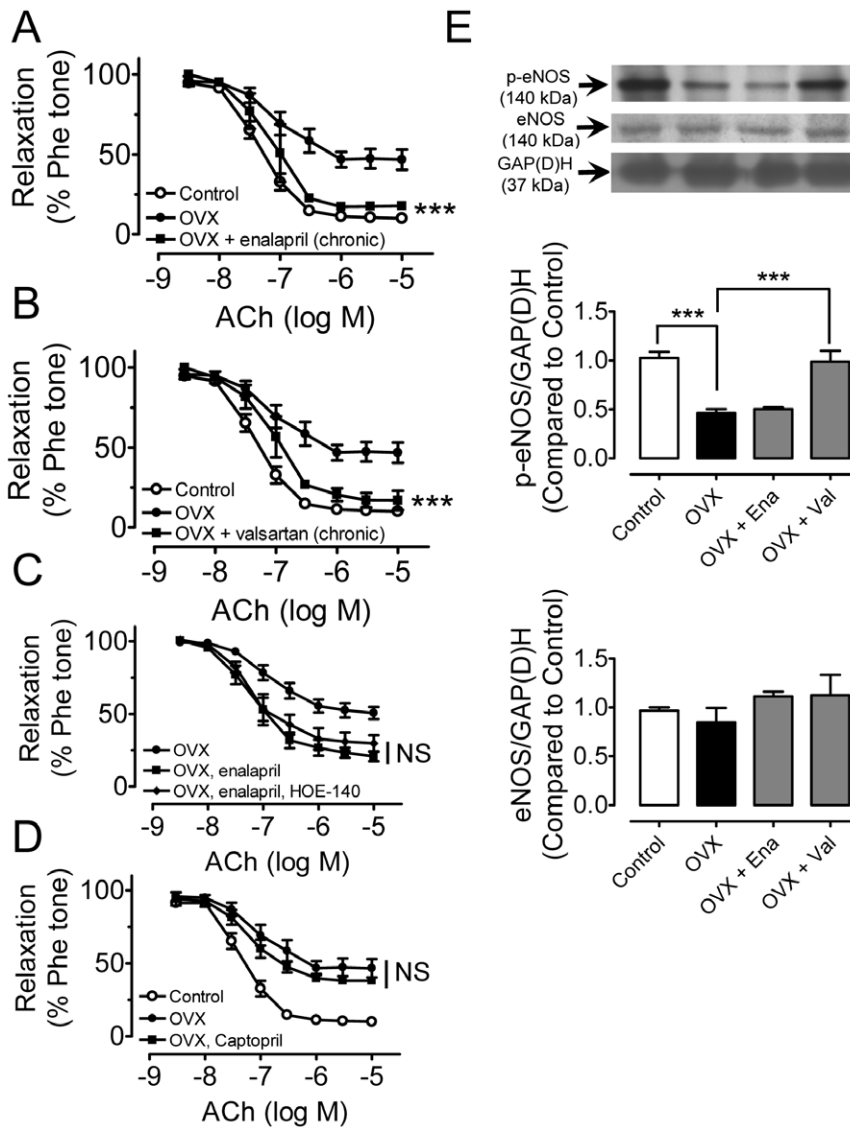 A
Relaxation
(% Phe tone)
100
50
0
Control
OVX
OVX + enalapril (chronic)
***
-9 -8 -7 -6 -5
ACh (log M)
B
Relaxation
(% Phe tone)
100
50
0
Control
OVX
OVX + valsartan (chronic)
***
-9 -8 -7 -6 -5
ACh (log M)
C
Relaxation
(% Phe tone)
100
50
0
OVX
OVX, enalapril
OVX, enalapril, HOE-140
NS
-9 -8 -7 -6 -5
ACh (log M)
D
Relaxation
(% Phe tone)
100
50
0
Control
OVX
OVX, Captopril
NS
-9 -8 -7 -6 -5
ACh (log M)
E
p-eNOS
(140 kDa)
eNOS
(140 kDa)
GAP(D)H
(37 kDa)
p-eNOS/GAP(D)H
(Compared to Control)
1.5
1.0
0.5
0.0
***
***
Control
OVX
OVX + Ena
OVX + Val
eNOS/GAP(D)H
(Compared to Control)
1.5
1.0
0.5
0.0
Control
OVX
OVX + Ena
OVX + Val